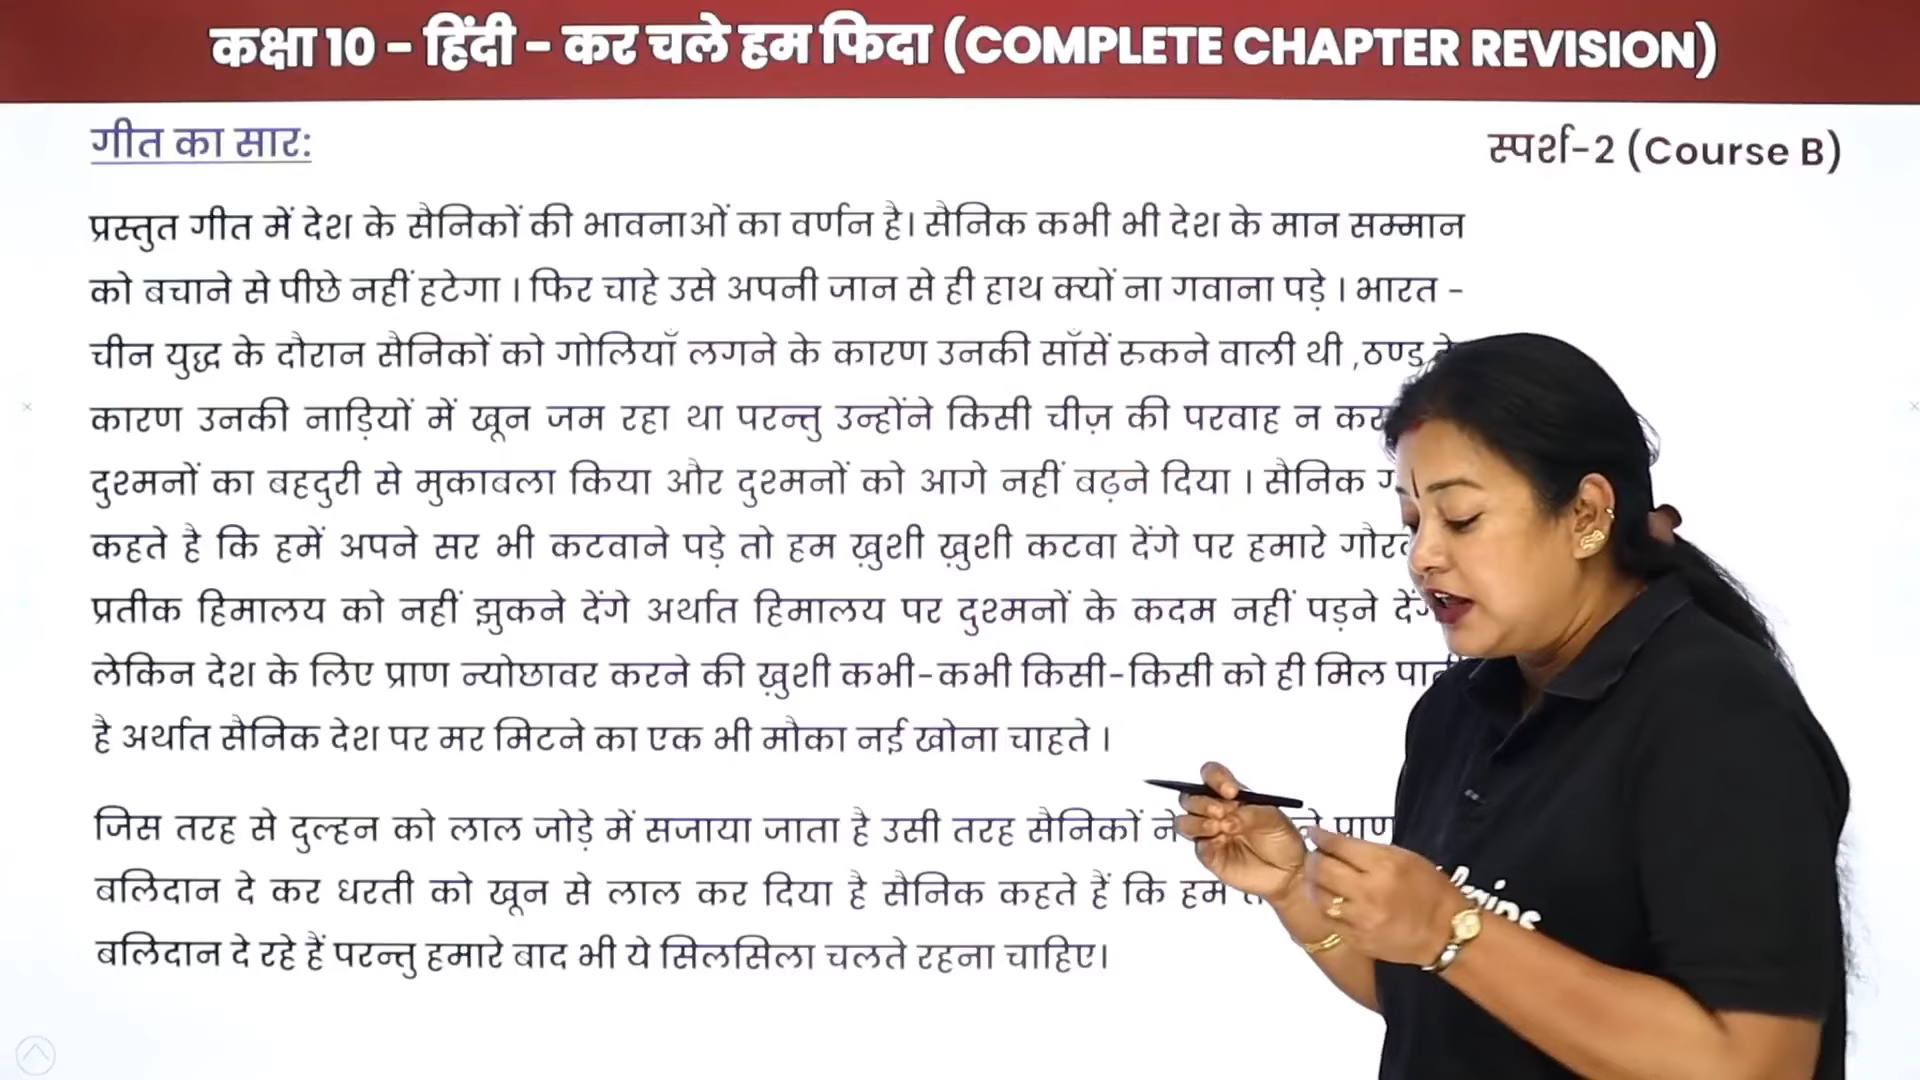 कक्षा 10 - हिंदी - कर चले हम फिदा (COMPLETE CHAPTER REVISION)
गीत का सार:
स्पर्श-2 (Course B)
प्रस्तुत गीत में देश के सैनिकों की भावनाओं का वर्णन है। सैनिक कभी भी देश के मान सम्मान
को बचाने से पीछे नहीं हटेगा । फिर चाहे उसे अपनी जान से ही हाथ क्यों ना गवाना पड़े । भारत -
चीन युद्ध के दौरान सैनिकों को गोलियाँ लगने के कारण उनकी साँसें रुकने वाली थी ,ठण्ड
कारण उनकी नाड़ियों में खून जम रहा था परन्तु उन्होंने किसी चीज़ की परवाह न
दुश्मनों का बहदुरी से मुकाबला किया और दुश्मनों को आगे नहीं बढ़ने दिया । सैनिक
कहते है कि हमें अपने सर भी कटवाने पड़े तो हम ख़ुशी ख़ुशी कटवा देंगे पर हमारे
प्रतीक हिमालय को नहीं झुकने देंगे अर्थात हिमालय पर दुश्मनों के कदम नहीं पड़ने
लेकिन देश के लिए प्राण न्योछावर करने की ख़ुशी कभी-कभी किसी-किसी को ही मिल
है अर्थात सैनिक देश पर मर मिटने का एक भी मौका नई खोना चाहते ।
जिस तरह से दुल्हन को लाल जोड़े में सजाया जाता है उसी तरह सैनिकों ने
बलिदान दे कर धरती को खून से लाल कर दिया है सैनिक कहते हैं कि हम
बलिदान दे रहे हैं परन्तु हमारे बाद भी ये सिलसिला चलते रहना चाहिए।